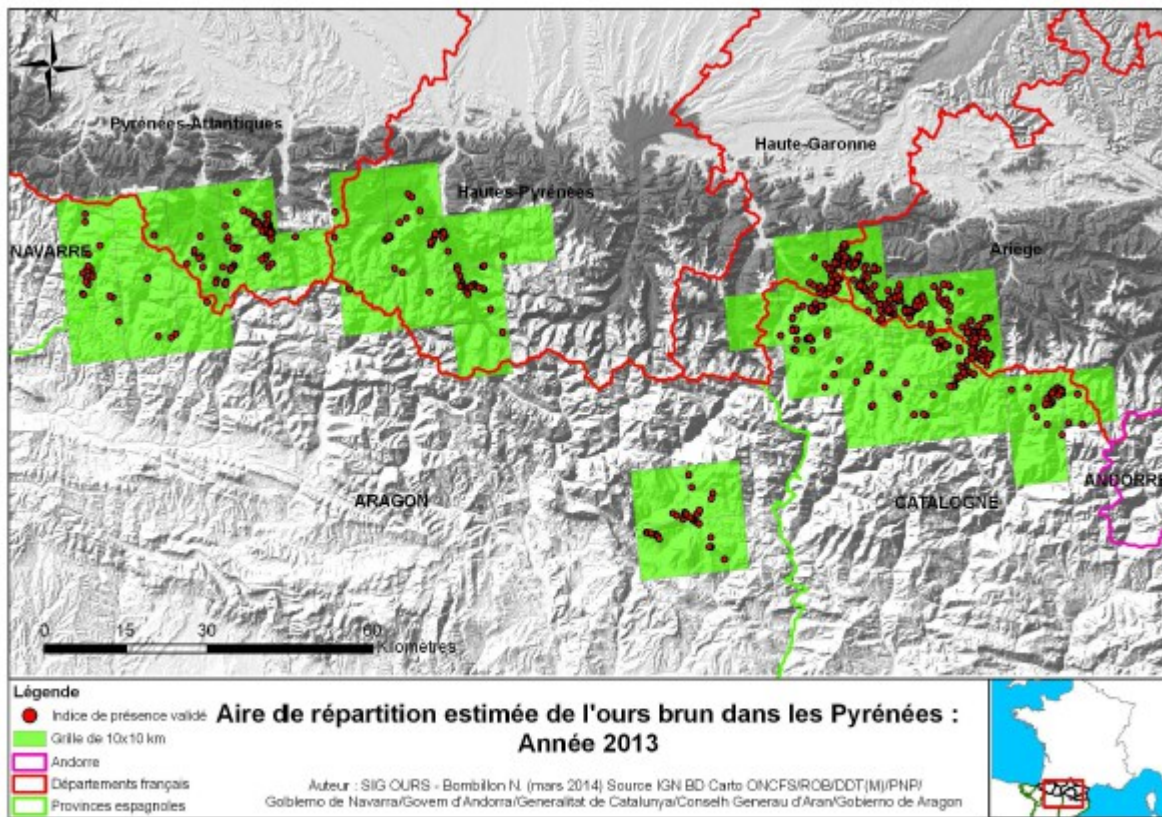 Pyrénées-Atlantiques
Haute-Garonne
Hautes-Pyrénées
NAVARRE
Ariège
ARAGON
CATALOGNE
ANDORRE
0 15 30 60
Kilomètres
Légende
Indice de présence validé
Grille de 10x10 km
Andorre
Départements français
Provinces espagnoles
Aire de répartition estimée de l'ours brun dans les Pyrénées :
Année 2013
Auteur : SIG OURS - Bombillon N. (mars 2014) Source IGN BD Carto ONCFS/ROB/DDT(M)/PNP/
Gobierno de Navarra/Govern d'Andorra/Generalitat de Catalunya/Conselh Generau d'Aran/Gobierno de Aragon